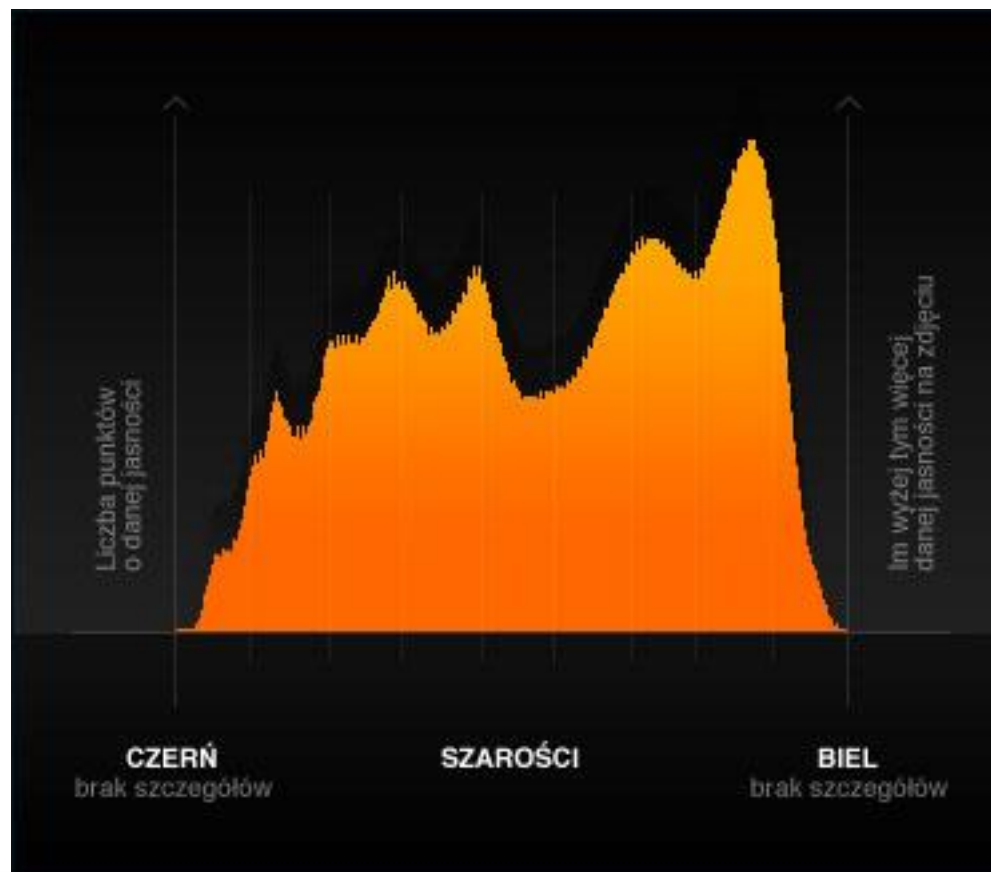 Liczba punktów
o danej jasności
Im wyżej tym więcej
danej jasności na zdjęciu
CZERŃ
brak szczegółów
SZAROŚCI
BIEL
brak szczegółów